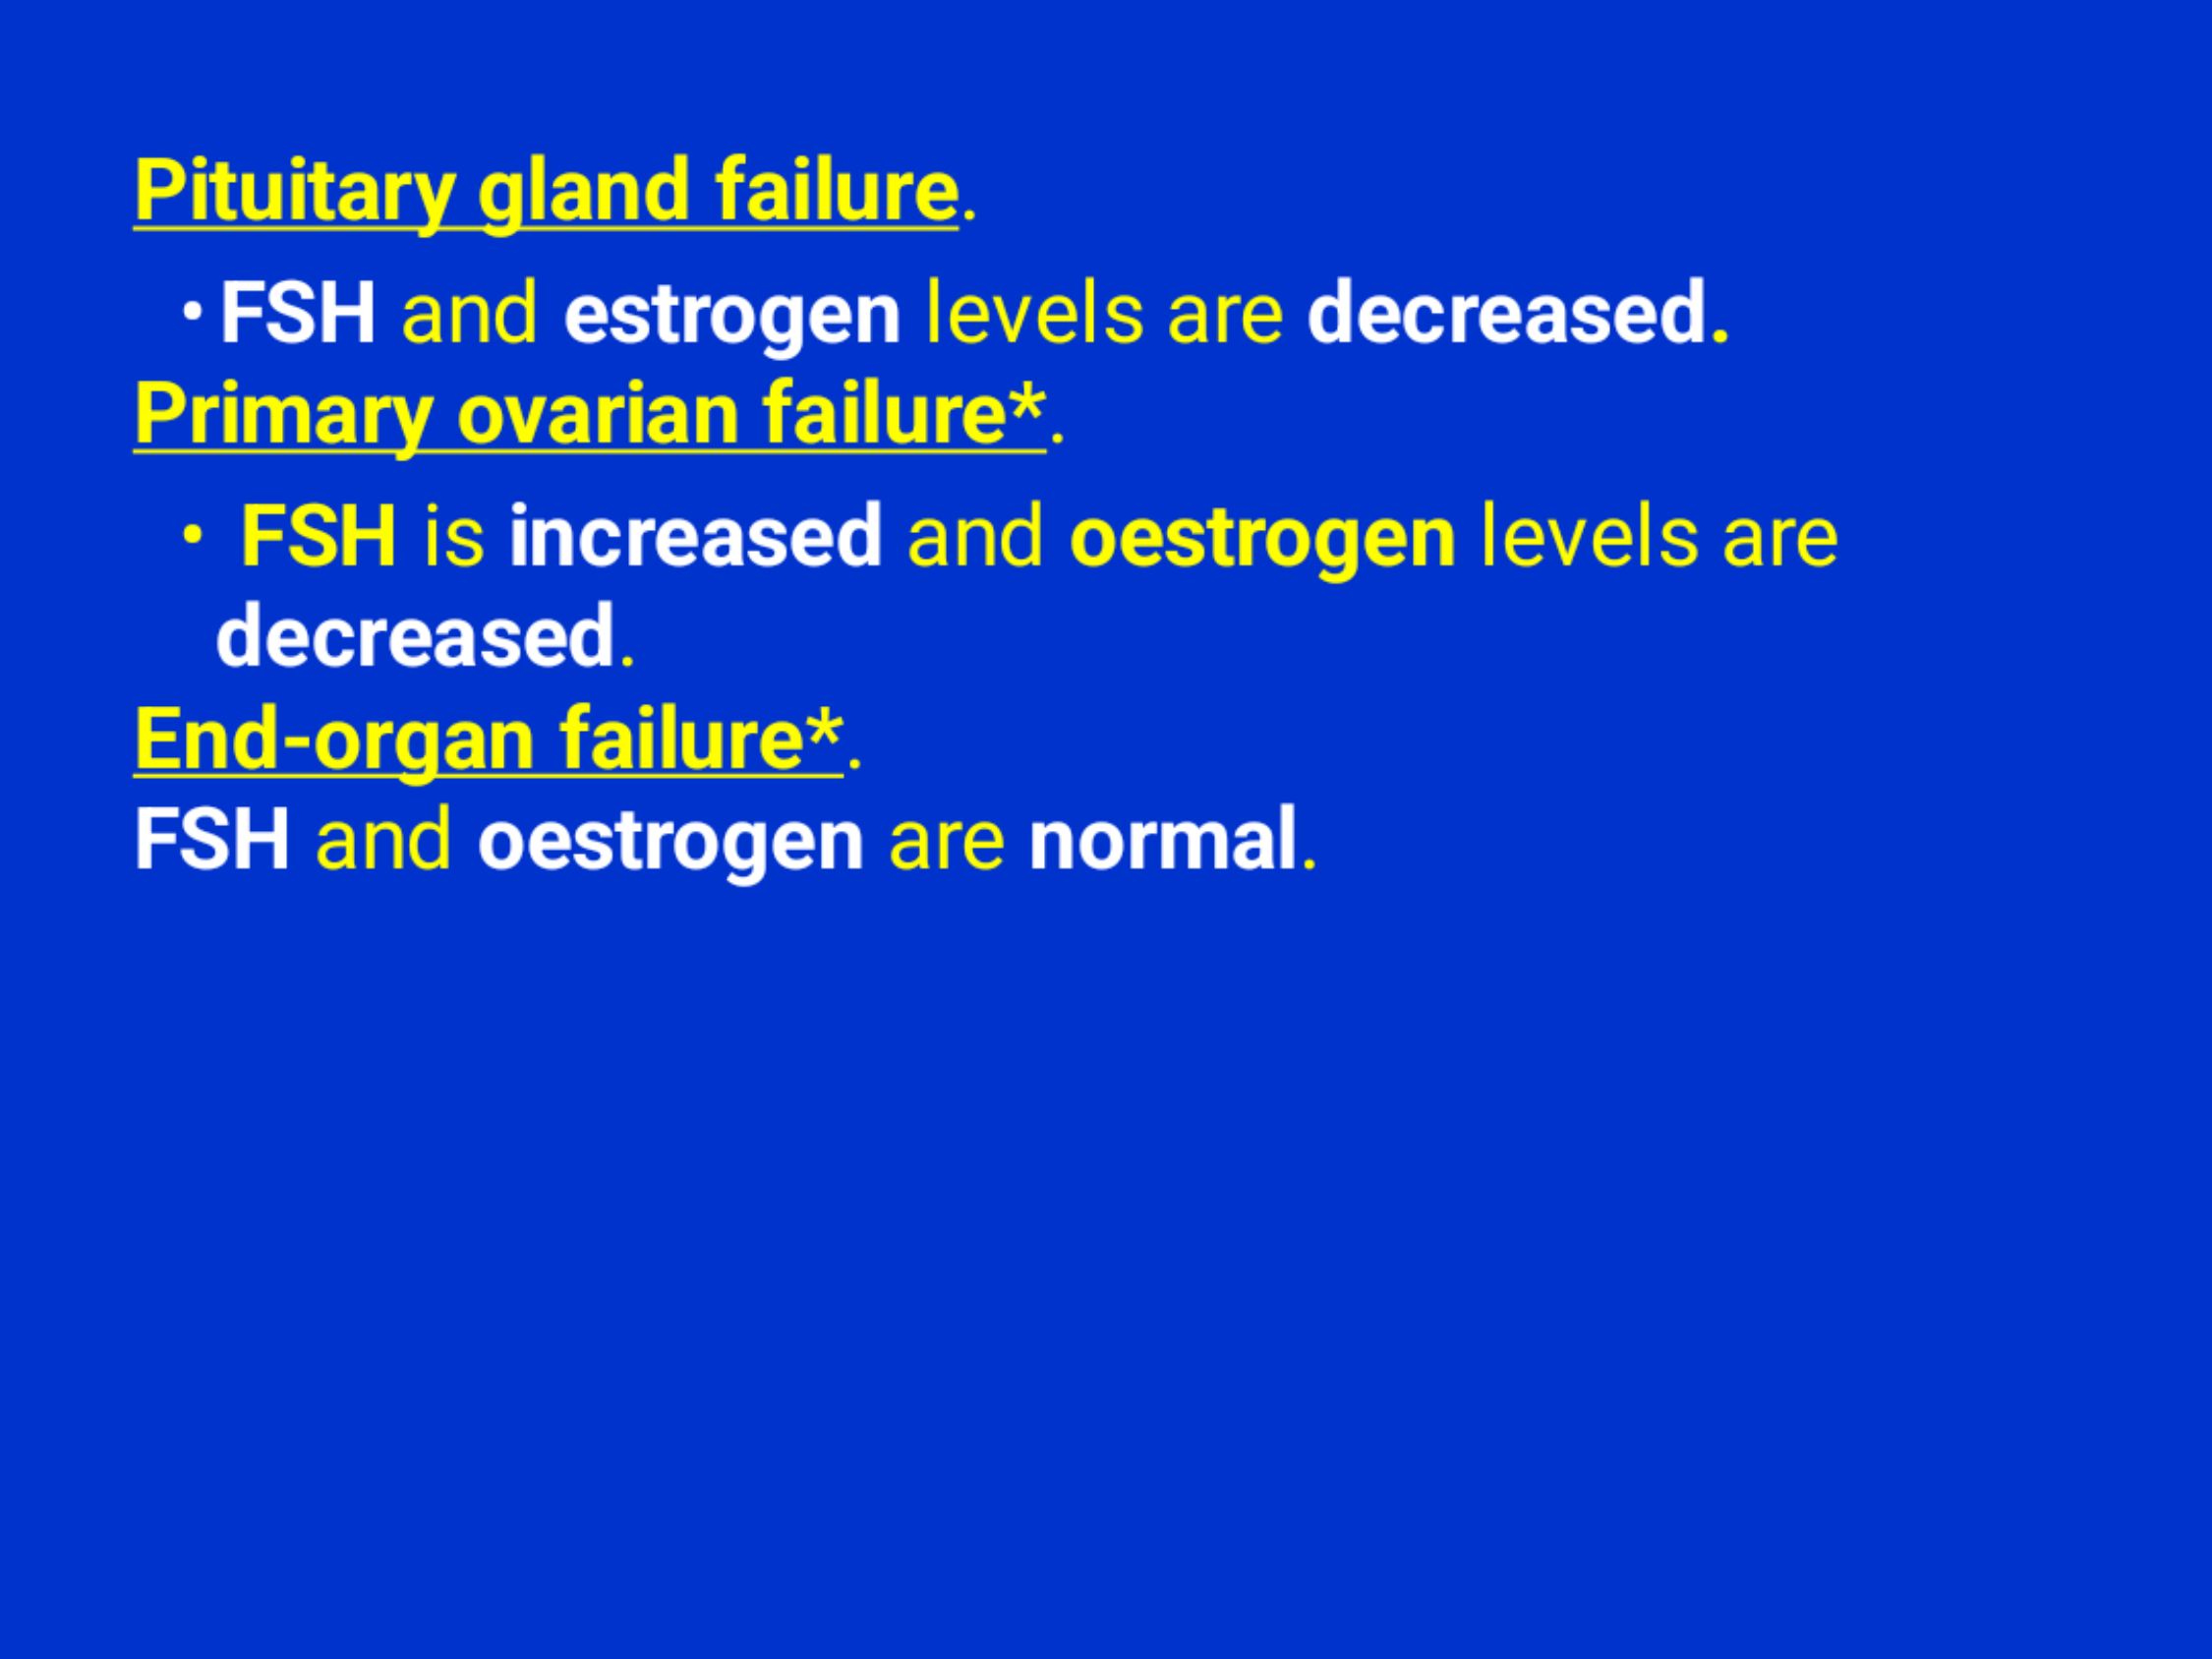 Pituitary gland failure.
• FSH and estrogen levels are decreased.
Primary ovarian failure*.
• FSH is increased and oestrogen levels are
decreased.
End-organ failure*.
FSH and oestrogen are normal.